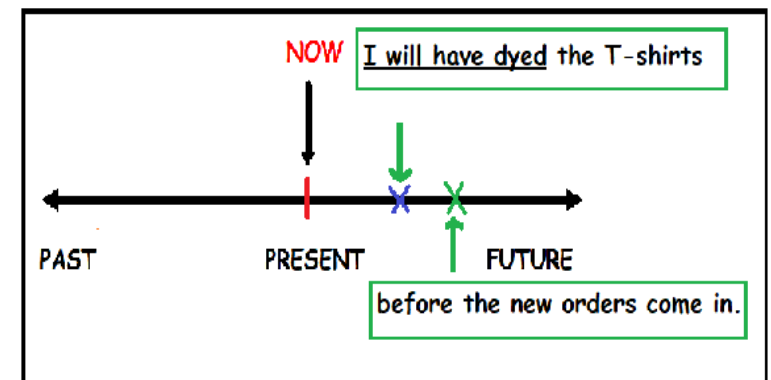 NOW I will have dyed the T-shirts
PAST PRESENT FUTURE
before the new orders come in.